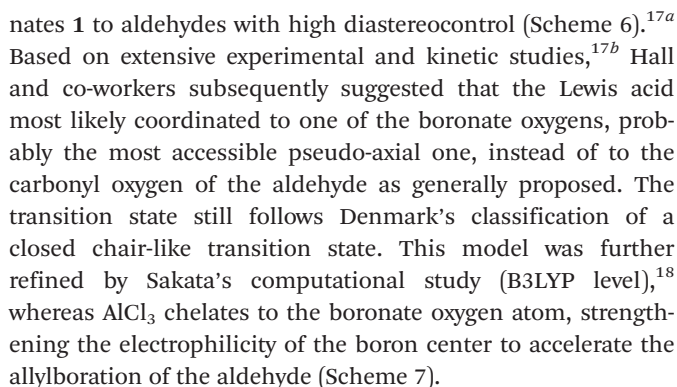 nates 1 to aldehydes with high diastereocontrol (Scheme 6).17a
Based on extensive experimental and kinetic studies,17b Hall
and co-workers subsequently suggested that the Lewis acid
most likely coordinated to one of the boronate oxygens, prob-
ably the most accessible pseudo-axial one, instead of to the
carbonyl oxygen of the aldehyde as generally proposed. The
transition state still follows Denmark's classification of a
closed chair-like transition state. This model was further
refined by Sakata's computational study (B3LYP level),18
whereas AlCl3 chelates to the boronate oxygen atom, strength-
ening the electrophilicity of the boron center to accelerate the
allylboration of the aldehyde (Scheme 7).